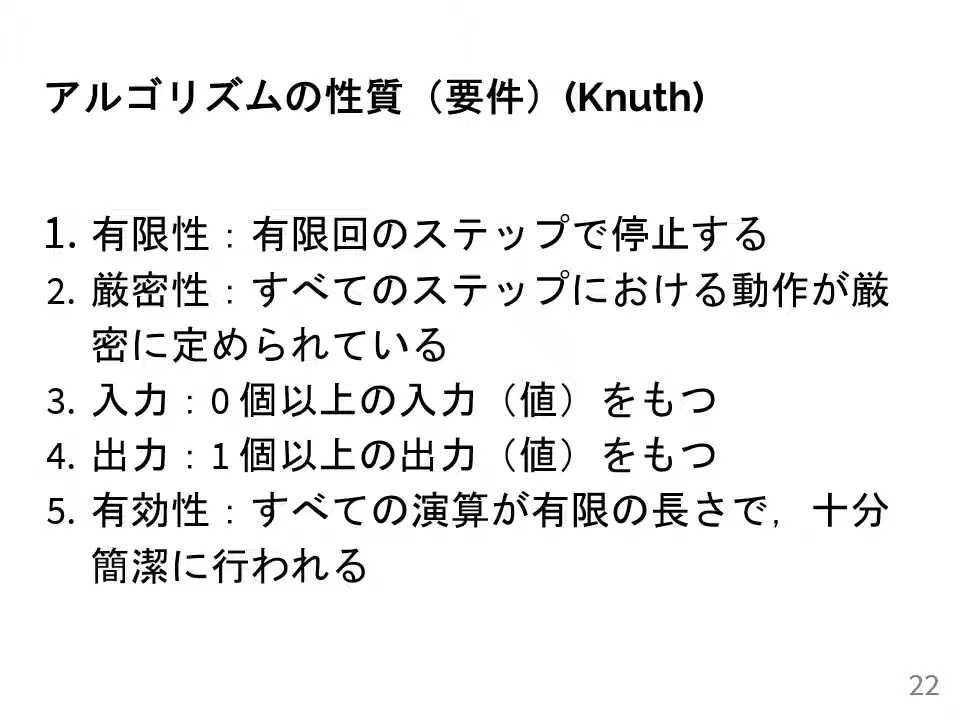 アルゴリズムの性質（要件）(Knuth)
1. 有限性：有限回のステップで停止する
2. 厳密性：すべてのステップにおける動作が厳
密に定められている
3. 入力：0 個以上の入力（値）をもつ
4. 出力：1 個以上の出力（値）をもつ
5. 有効性：すべての演算が有限の長さで，十分
簡潔に行われる
22